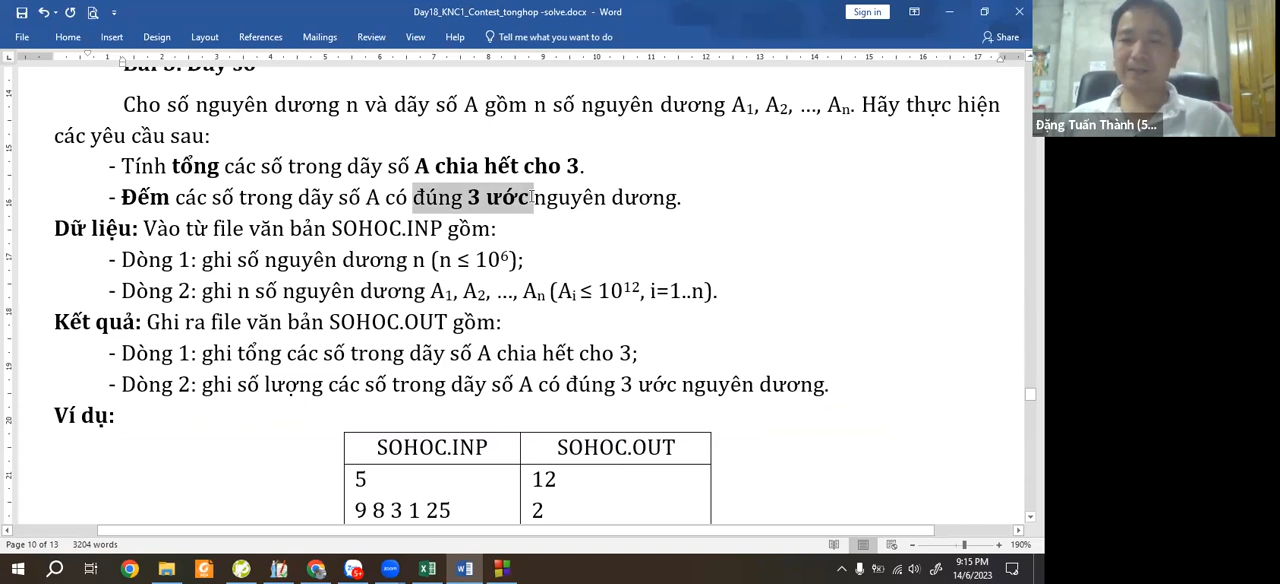 Day18_KNC1_Contest_tonghop -solve.docx - Word
Sign in
File Home Insert Design Layout References Mailings Review View Help Tell me what you want to do Share
Bài 5: Dãy số
Cho số nguyên dương n và dãy số A gồm n số nguyên dương A₁, A₂, ..., Aₙ. Hãy thực hiện
các yêu cầu sau:
- Tính tổng các số trong dãy số A chia hết cho 3.
- Đếm các số trong dãy số A có đúng 3 ước nguyên dương.
Dữ liệu: Vào từ file văn bản SOHOC.INP gồm:
- Dòng 1: ghi số nguyên dương n (n ≤ 10⁶);
- Dòng 2: ghi n số nguyên dương A₁, A₂, ..., Aₙ (Aᵢ ≤ 10¹², i=1..n).
Kết quả: Ghi ra file văn bản SOHOC.OUT gồm:
- Dòng 1: ghi tổng các số trong dãy số A chia hết cho 3;
- Dòng 2: ghi số lượng các số trong dãy số A có đúng 3 ước nguyên dương.
Ví dụ:
SOHOC.INP SOHOC.OUT
5 12
9 8 3 1 25 2
Page 10 of 13 3204 words 190%
9:15 PM
14/6/2023
Đặng Tuấn Thành (5...